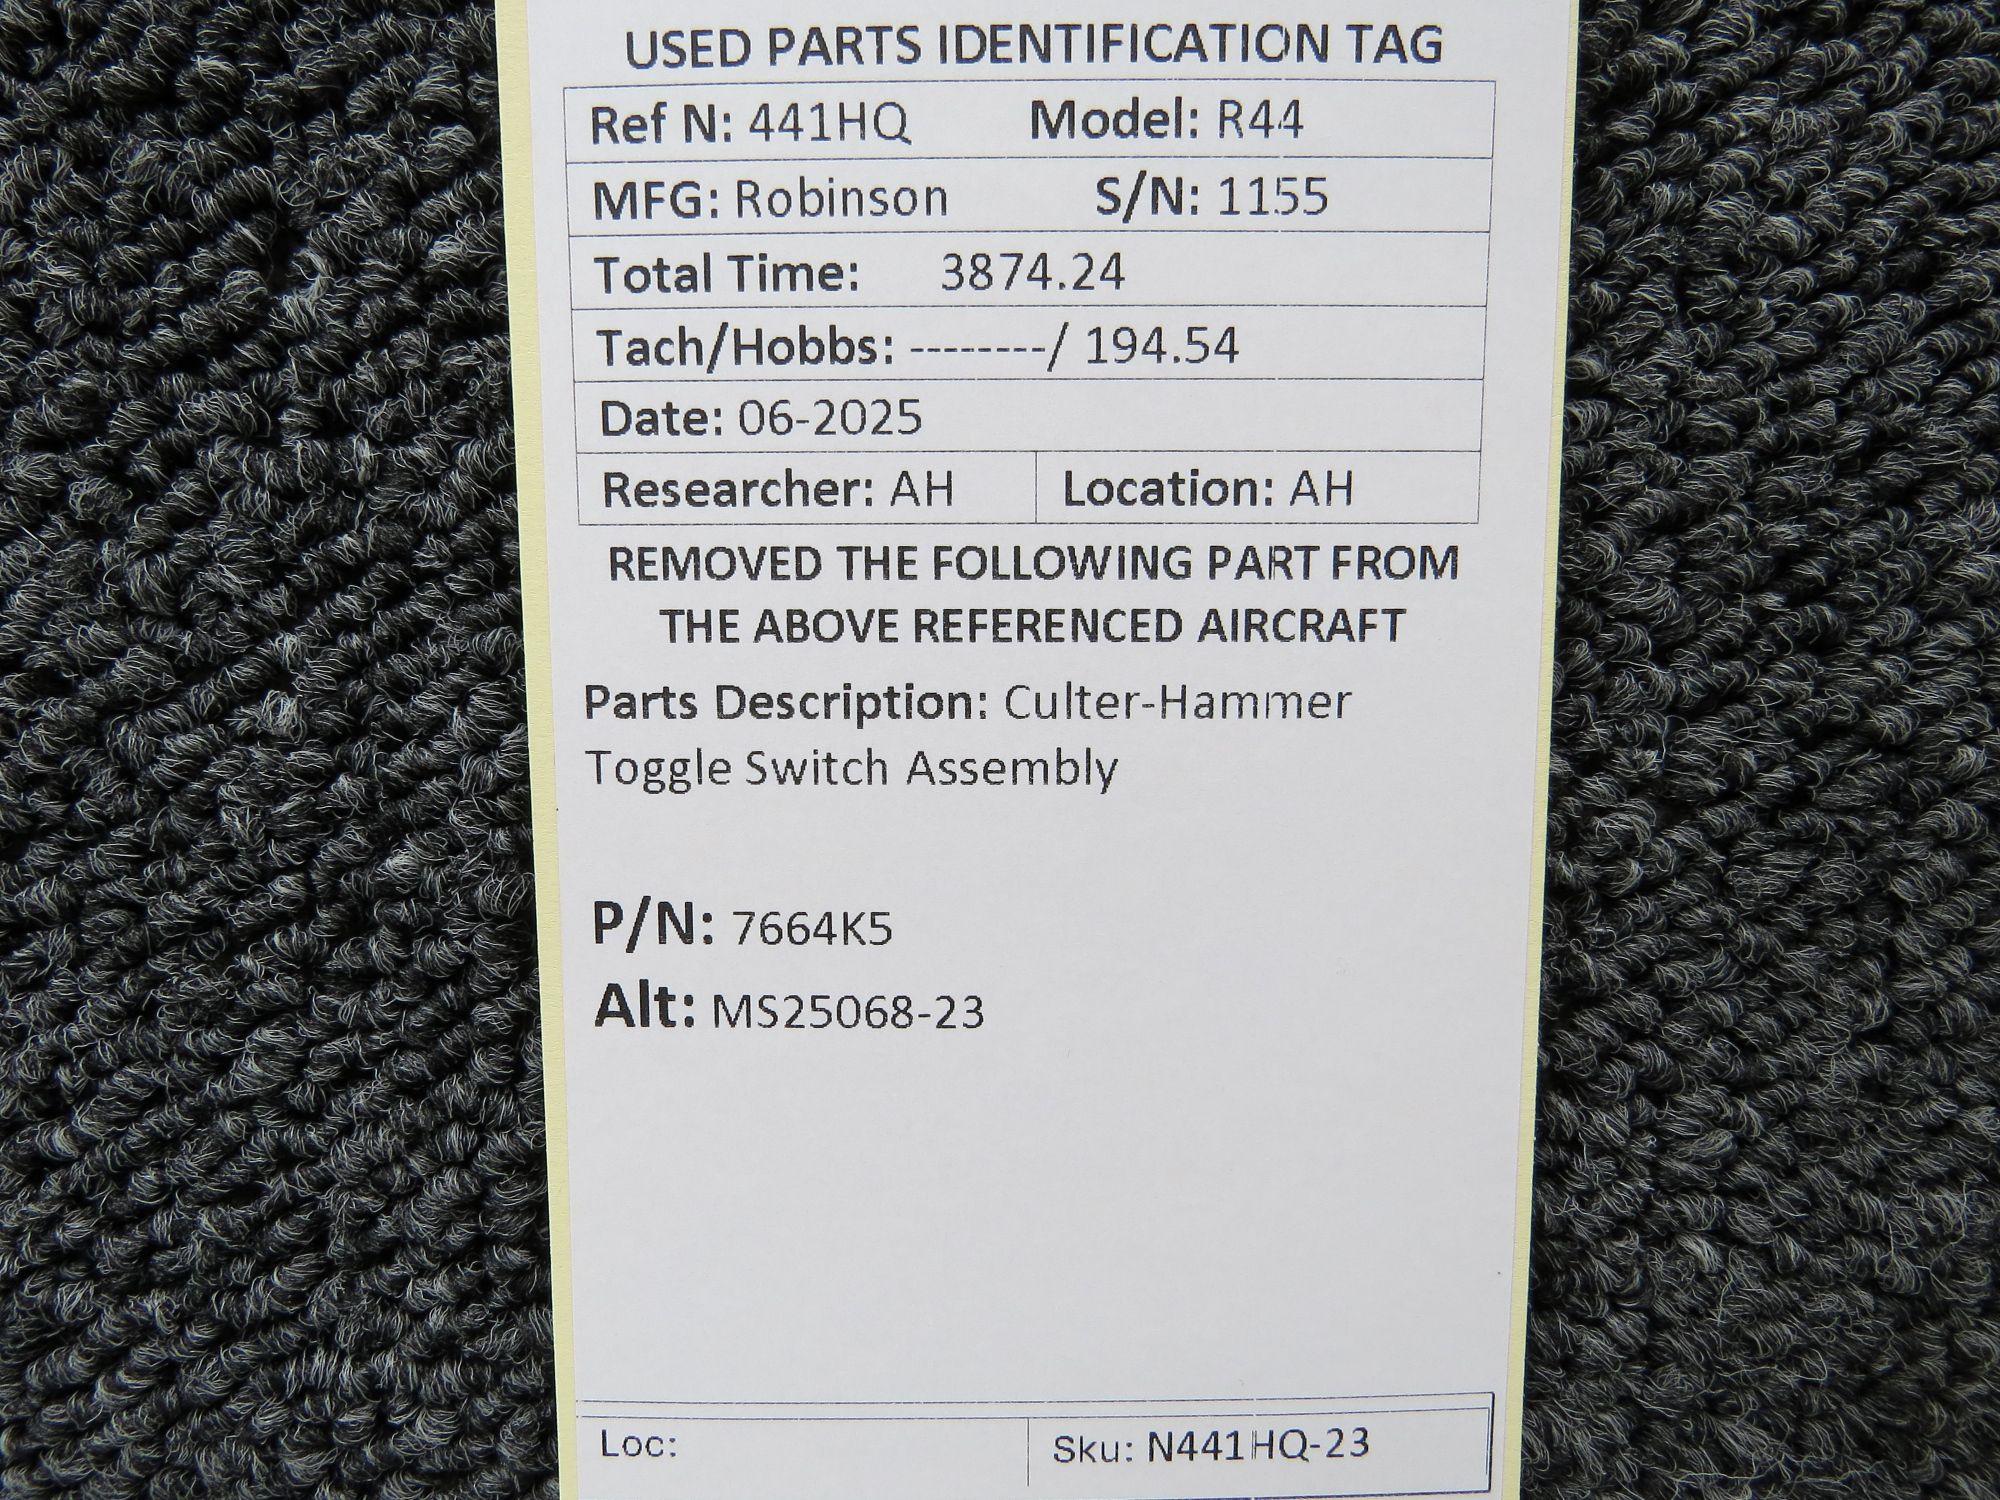 USED PARTS IDENTIFICATION TAG
Ref N: 441HQ Model: R44
MFG: Robinson S/N: 1155
Total Time: 3874.24
Tach/Hobbs: --------/ 194.54
Date: 06-2025
Researcher: AH Location: AH
REMOVED THE FOLLOWING PART FROM
THE ABOVE REFERENCED AIRCRAFT
Parts Description: Culter-Hammer
Toggle Switch Assembly
P/N: 7664K5
Alt: MS25068-23
Loc: Sku: N441HQ-23